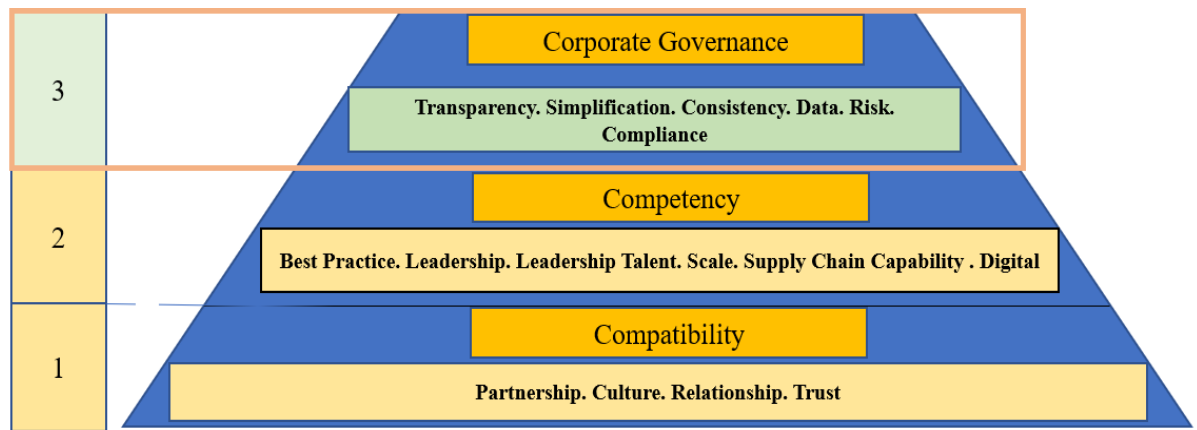 3
Corporate Governance
Transparency. Simplification. Consistency. Data. Risk.
Compliance
2
Competency
Best Practice. Leadership. Leadership Talent. Scale. Supply Chain Capability . Digital
1
Compatibility
Partnership. Culture. Relationship. Trust